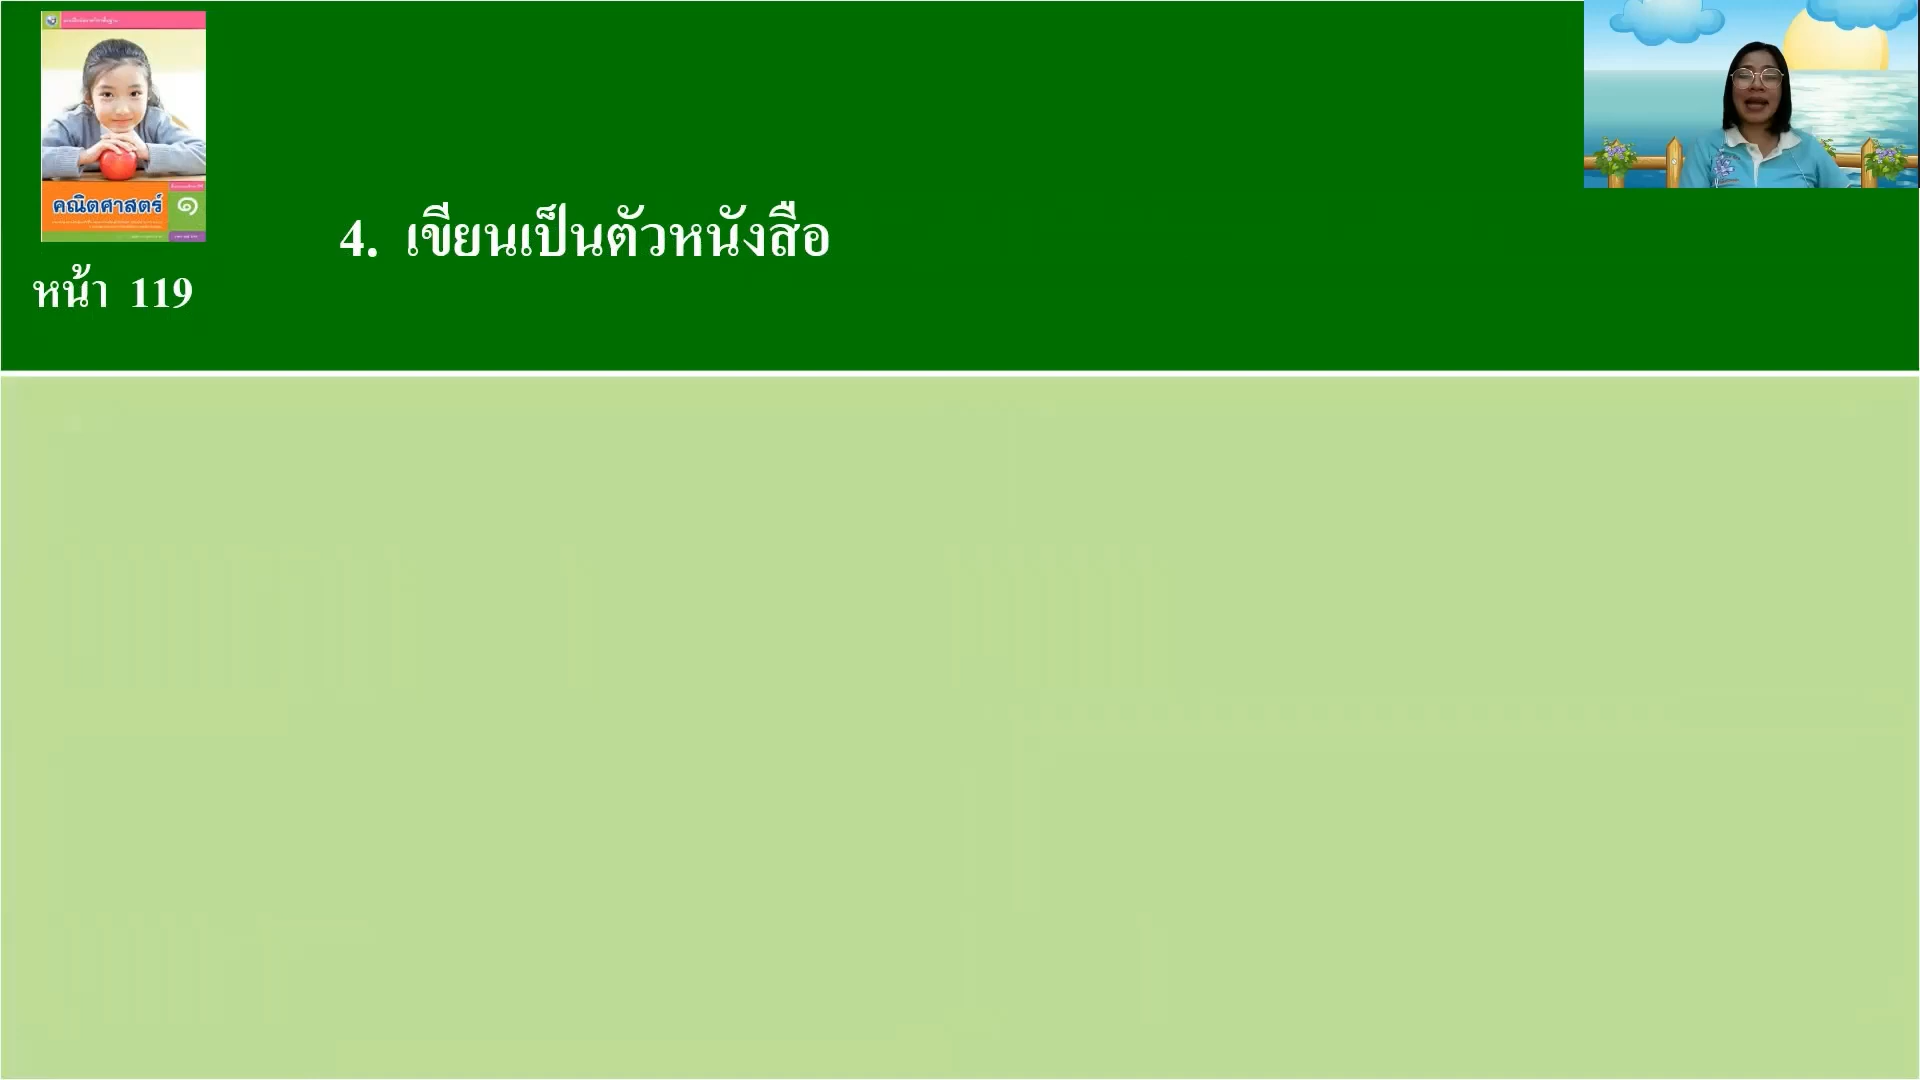 คณิตศาสตร์ ๑
หน้า 119
4. เขียนเป็นตัวหนังสือ